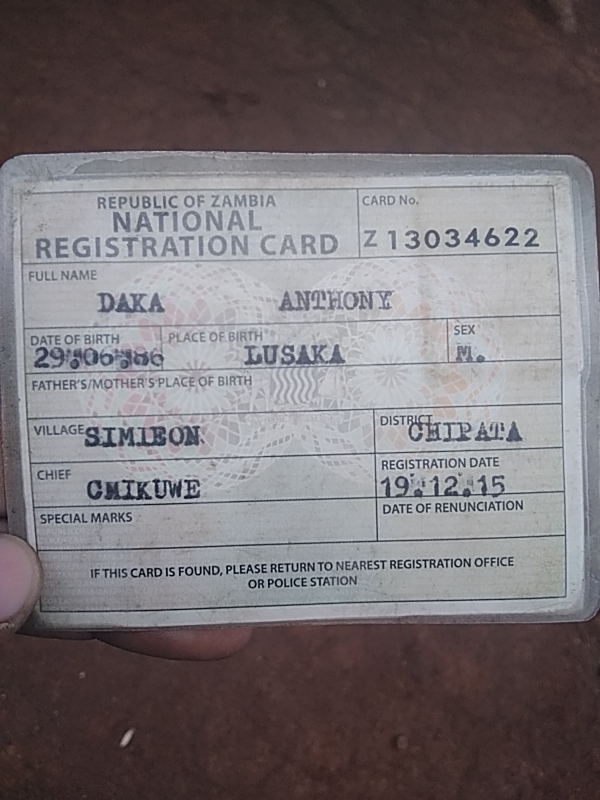 REPUBLIC OF ZAMBIA
NATIONAL
REGISTRATION CARD
CARD No.
Z 13034622
FULL NAME
DAKA ANTHONY
DATE OF BIRTH
29.06.86
PLACE OF BIRTH
LUSAKA
SEX
M.
FATHER'S/MOTHER'S PLACE OF BIRTH
VILLAGE SIMIEON
DISTRICT CHIPATA
CHIEF CMIKUWE
REGISTRATION DATE
19.12.15
SPECIAL MARKS
DATE OF RENUNCIATION
IF THIS CARD IS FOUND, PLEASE RETURN TO NEAREST REGISTRATION OFFICE
OR POLICE STATION